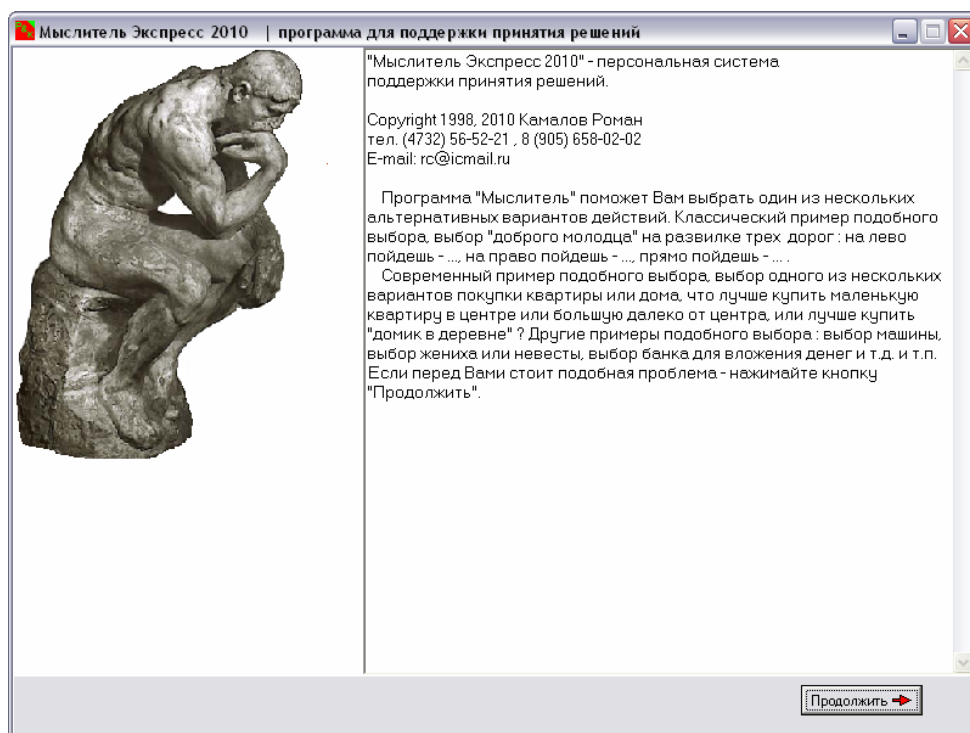 Мыслитель Экспресс 2010 | программа для поддержки принятия решений
"Мыслитель Экспресс 2010" - персональная система
поддержки принятия решений.
Copyright 1998, 2010 Камалов Роман
тел. (4732) 56-52-21 , 8 (905) 658-02-02
E-mail: rc@icmail.ru
Программа "Мыслитель" поможет Вам выбрать один из нескольких
альтернативных вариантов действий. Классический пример подобного
выбора, выбор "доброго молодца" на развилке трех дорог : на лево
пойдешь - ..., на право пойдешь - ..., прямо пойдешь - ... .
Современный пример подобного выбора, выбор одного из нескольких
вариантов покупки квартиры или дома, что лучше купить маленькую
квартиру в центре или большую далеко от центра, или лучше купить
"домик в деревне" ? Другие примеры подобного выбора : выбор машины,
выбор жениха или невесты, выбор банка для вложения денег и т.д. и т.п.
Если перед Вами стоит подобная проблема - нажимайте кнопку
"Продолжить".
Продолжить